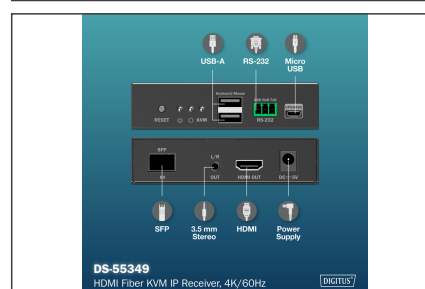 USB-A
RS-232
Micro
USB
Keyboard Mouse
RESET
KVM
RS-232
SFP
L/R
OUT
HDMI OUT
DC 5V
SFP
3.5 mm
Stereo
HDMI
Power
Supply
DS-55349
HDMI Fiber KVM IP Receiver, 4K/60Hz
DIGITUS